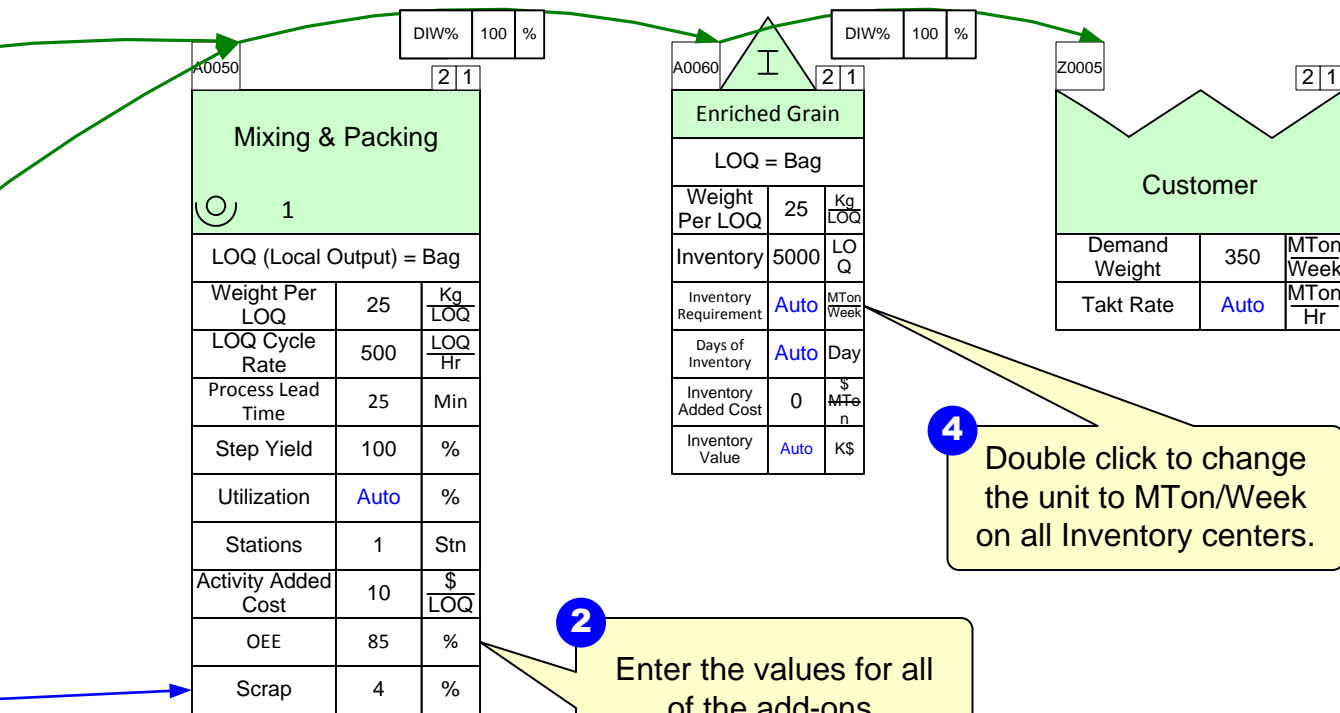 DIW% 100 %
DIW% 100 %
A0050
2 1
Mixing & Packing
1
LOQ (Local Output) = Bag
Weight Per
LOQ
25
Kg
LOQ
LOQ Cycle
Rate
500
LOQ
Hr
Process Lead
Time
25
Min
Step Yield
100
%
Utilization
Auto
%
Stations
1
Stn
Activity Added
Cost
10
$
LOQ
OEE
85
%
Scrap
4
%
A0060
I
2 1
Enriched Grain
LOQ = Bag
Weight
Per LOQ
25
Kg
LOQ
Inventory
5000
LO
Q
Inventory
Requirement
Auto
MTon
Week
Days of
Inventory
Auto
Day
Inventory
Added Cost
0
$
MTo
n
Inventory
Value
Auto
K$
Z0005
2 1
Customer
Demand
Weight
350
MTon
Week
Takt Rate
Auto
MTon
Hr
4
Double click to change
the unit to MTon/Week
on all Inventory centers.
2
Enter the values for all
of the add-ons